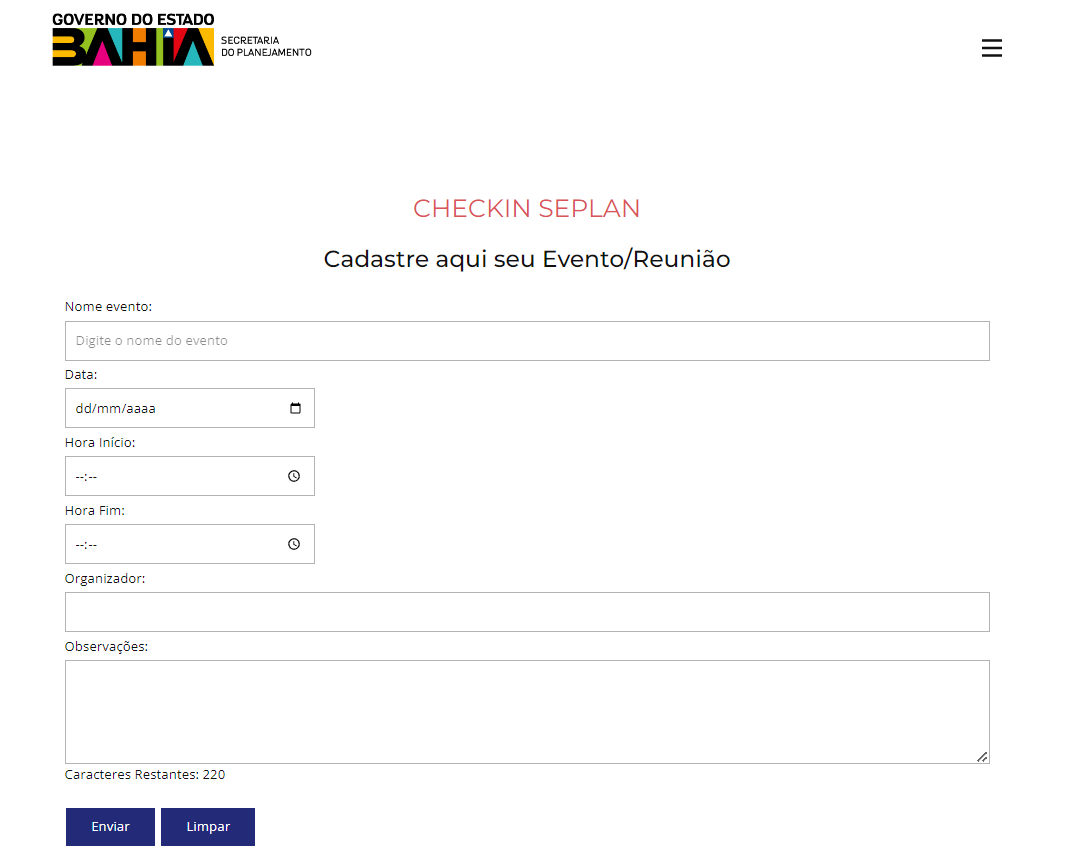 GOVERNO DO ESTADO
BAHIA
SECRETARIA
DO PLANEJAMENTO
CHECKIN SEPLAN
Cadastre aqui seu Evento/Reunião
Nome evento:
Digite o nome do evento
Data:
dd/mm/aaaa
Hora Início:
--:--
Hora Fim:
--:--
Organizador:
Observações:
Caracteres Restantes: 220
Enviar Limpar